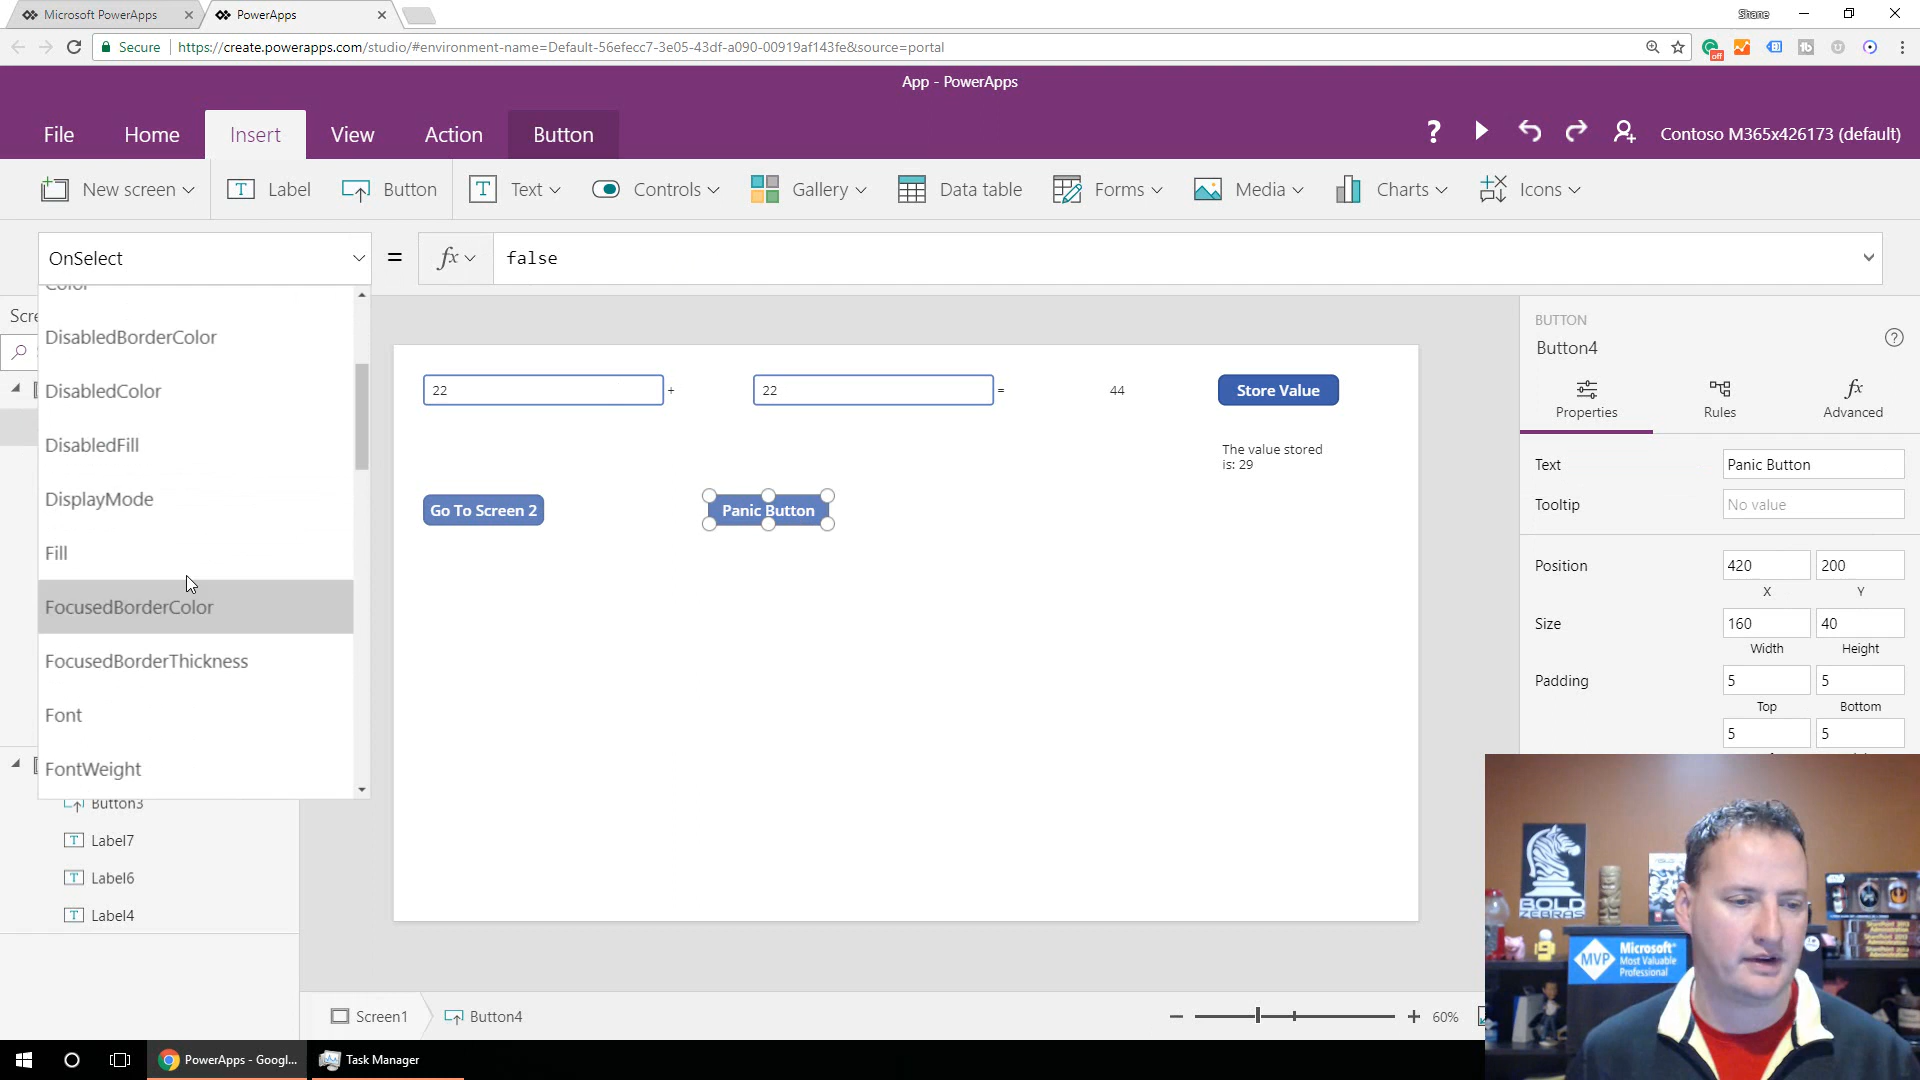 Microsoft PowerApps
PowerApps
Shane
Secure
https://create.powerapps.com/studio/#environment-name=Default-56efecc7-3e05-43df-a090-00919af143fe&source=portal
off
App - PowerApps
File
Home
Insert
View
Action
Button
?
Contoso M365x426173 (default)
New screen
Label
Button
Text
Controls
Gallery
Data table
Forms
Media
Charts
Icons
OnSelect
=
fx
false
Scre
Color
DisabledBorderColor
DisabledColor
DisabledFill
DisplayMode
Fill
FocusedBorderColor
FocusedBorderThickness
Font
FontWeight
Button3
Label7
Label6
Label4
22
+
22
=
44
Store Value
The value stored
is: 29
Go To Screen 2
Panic Button
BUTTON
Button4
Properties
Rules
Advanced
Text
Panic Button
Tooltip
No value
Position
420
200
X
Y
Size
160
40
Width
Height
Padding
5
5
Top
Bottom
5
5
BOLD
ZEBRAS
MVP
Microsoft
Most Valuable
Professional
Screen1
Button4
60%
PowerApps - Googl...
Task Manager